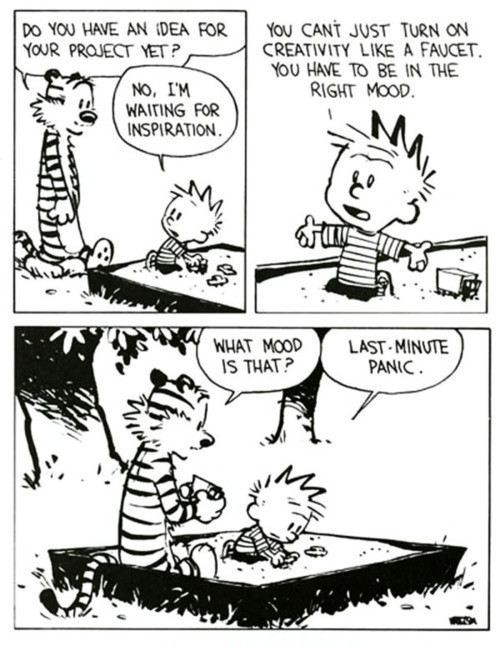 DO YOU HAVE AN IDEA FOR
YOUR PROJECT YET?
NO, I'M
WAITING FOR
INSPIRATION.
YOU CAN'T JUST TURN ON
CREATIVITY LIKE A FAUCET.
YOU HAVE TO BE IN THE
RIGHT MOOD.
WHAT MOOD
IS THAT?
LAST-MINUTE
PANIC.